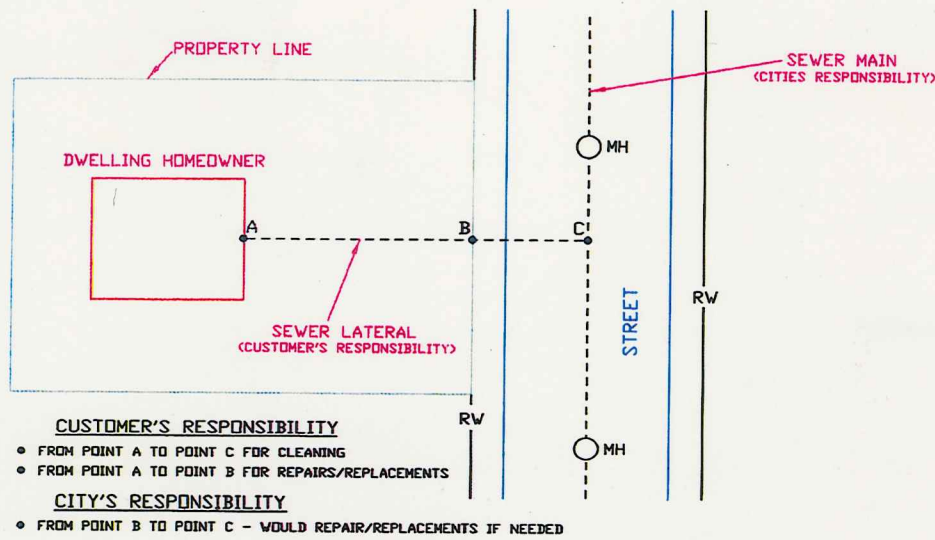 PROPERTY LINE
SEWER MAIN
(CITIES RESPONSIBILITY)
MH
DWELLING HOMEOWNER
A
B
C
RW
STREET
SEWER LATERAL
(CUSTOMER'S RESPONSIBILITY)
RW
MH
CUSTOMER'S RESPONSIBILITY
● FROM POINT A TO POINT C FOR CLEANING
● FROM POINT A TO POINT B FOR REPAIRS/REPLACEMENTS
CITY'S RESPONSIBILITY
● FROM POINT B TO POINT C - WOULD REPAIR/REPLACEMENTS IF NEEDED